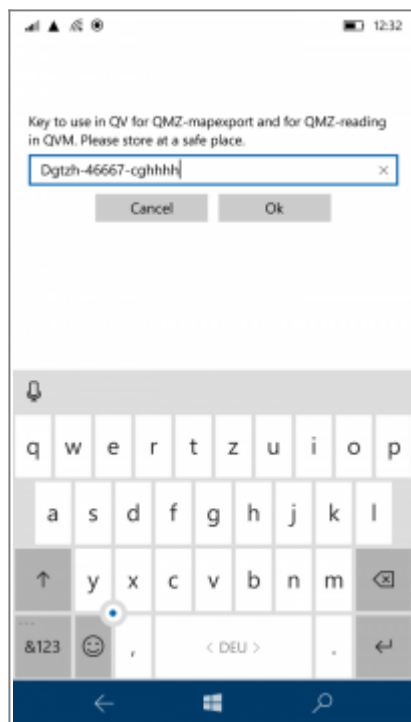 12:32
Key to use in QV for QMZ-mapexport and for QMZ-reading
in QVM. Please store at a safe place.
Dgtzh-46667-cghhhh
Cancel Ok
q w e r t z u i o p
a s d f g h j k l
y x c v b n m
&123 , < DEU > .